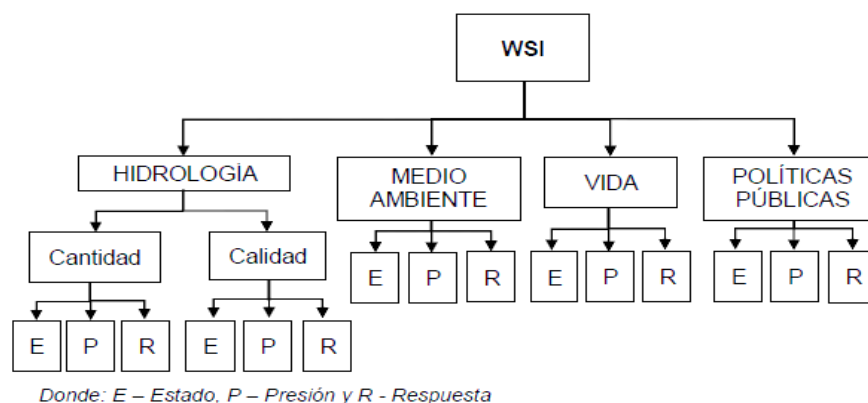 WSI
HIDROLOGÍA
MEDIO
AMBIENTE
VIDA
POLÍTICAS
PÚBLICAS
Cantidad
Calidad
E P R
E P R
E P R
E P R
E P R
Donde: E – Estado, P – Presión y R - Respuesta